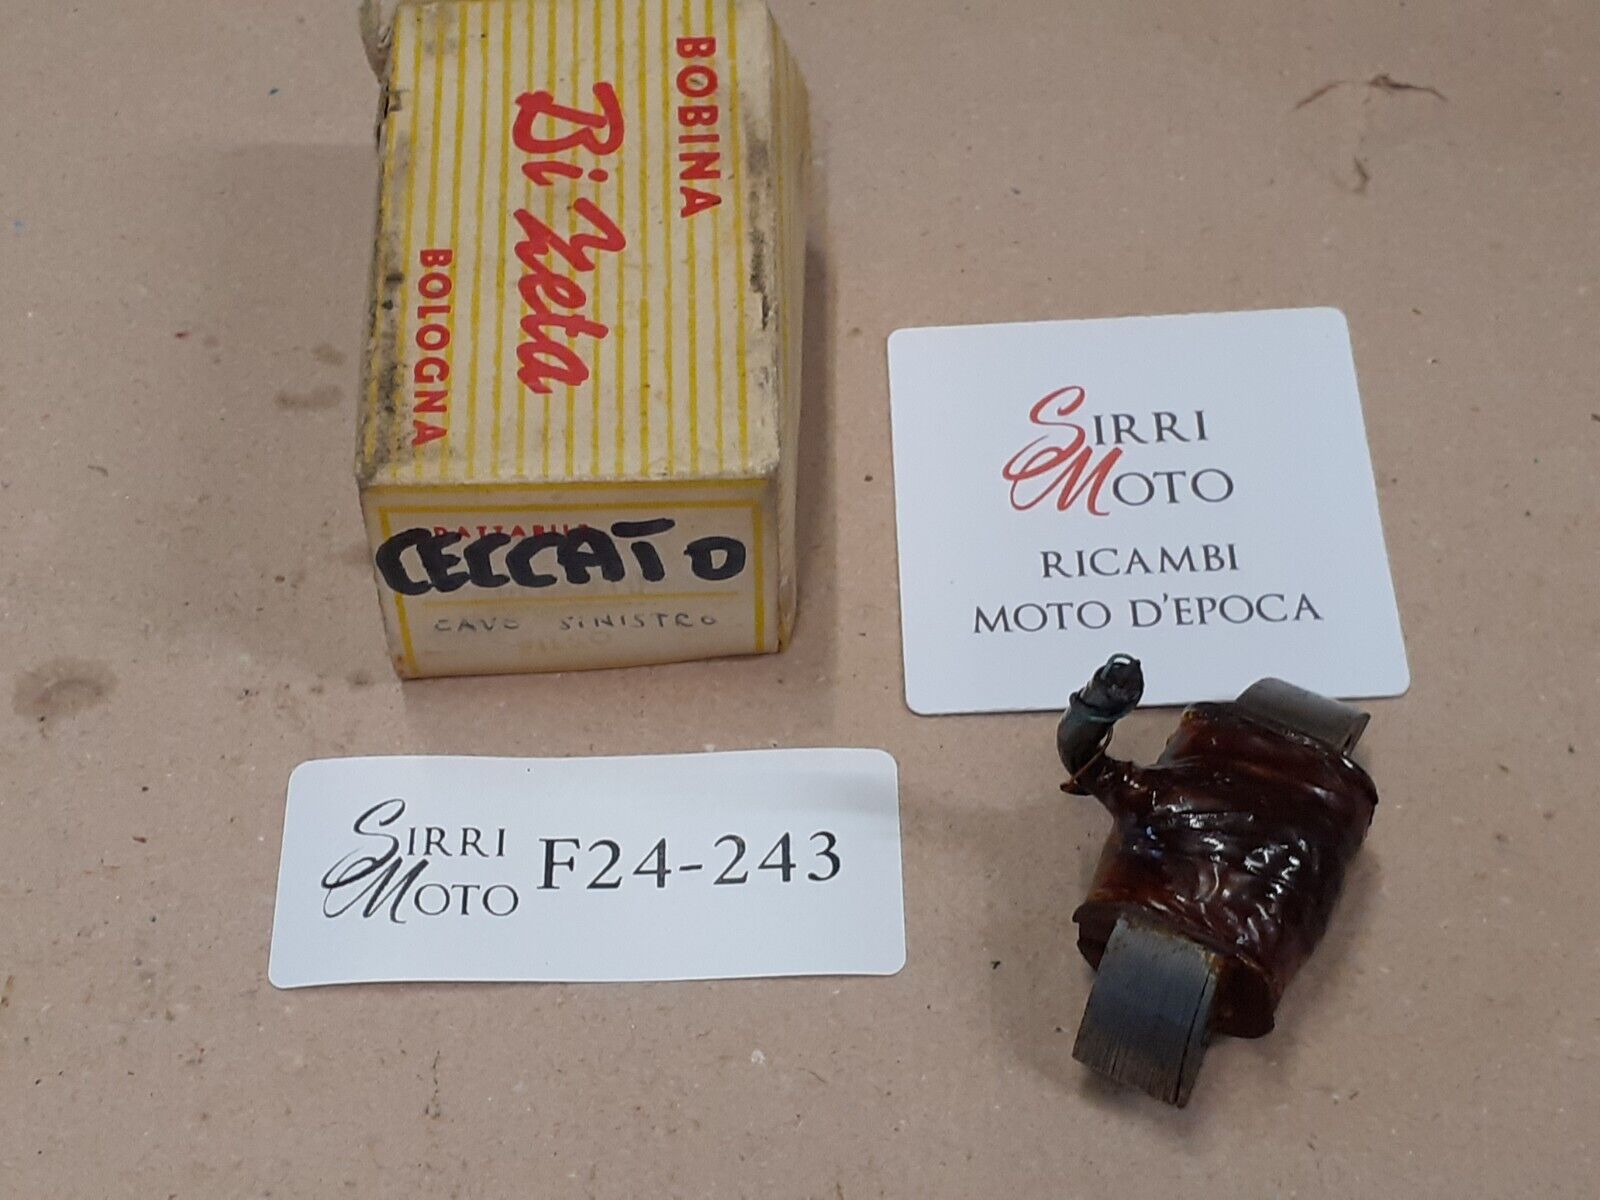 BOBINA
Bi Zeta
BOLOGNA
CECCATO
CAVO SINISTRO
SIRRI
MOTO
RICAMBI
MOTO D'EPOCA
SIRRI
MOTO
F24-243